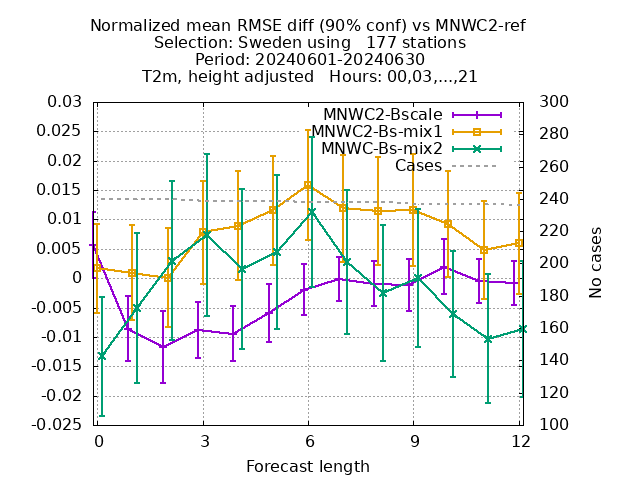 Normalized mean RMSE diff (90% conf) vs MNWC2-ref
Selection: Sweden using   177 stations
Period: 20240601-20240630
T2m, height adjusted   Hours: 00,03,...,21
MNWC2-Bscale
MNWC2-Bs-mix1
MNWC-Bs-mix2
Cases
0.03
0.025
0.02
0.015
0.01
0.005
0
-0.005
-0.01
-0.015
-0.02
-0.025
300
280
260
240
220
200
180
160
140
120
100
No cases
0 3 6 9 12
Forecast length